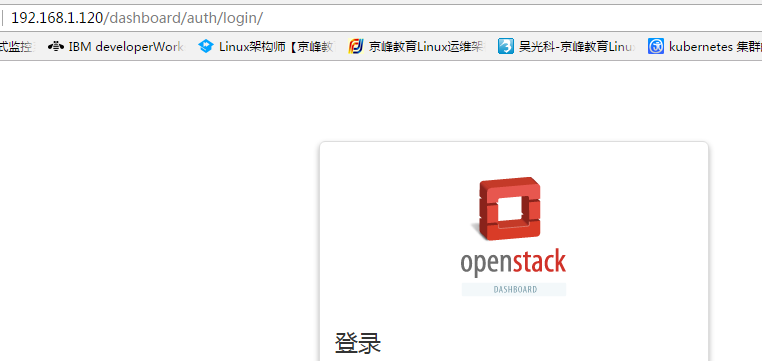 192.168.1.120/dashboard/auth/login/
式监控 IBM developerWork Linux架构师【京峰教 京峰教育Linux运维架 吴光科-京峰教育Linu kubernetes 集群的
openstack
DASHBOARD
登录